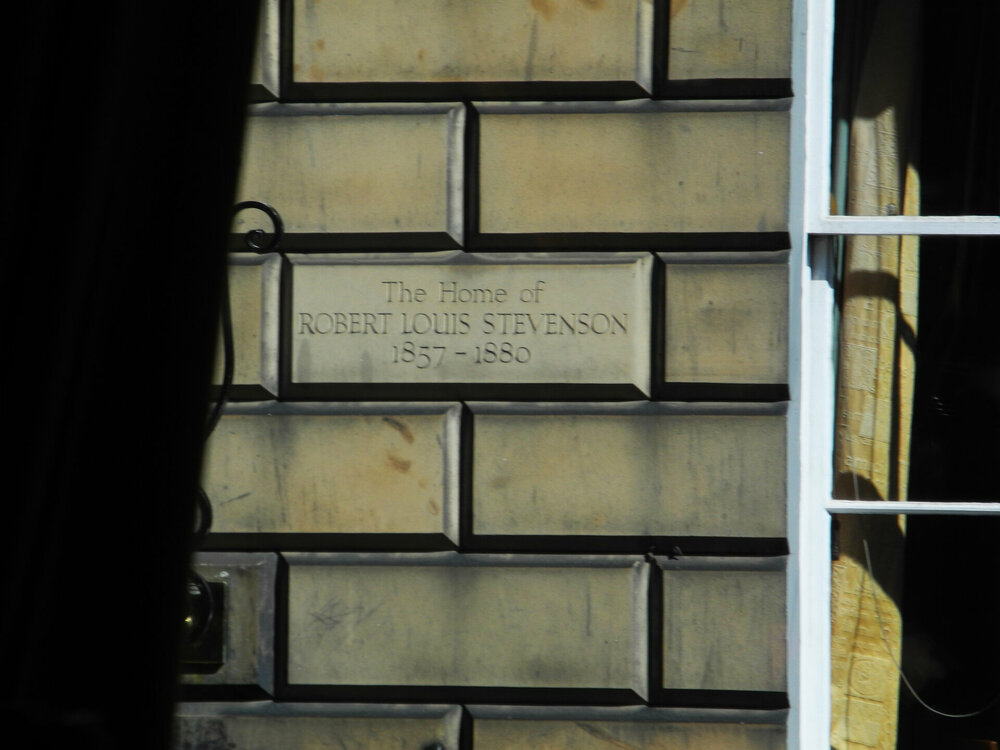 The Home of
ROBERT LOUIS STEVENSON
1857 - 1880